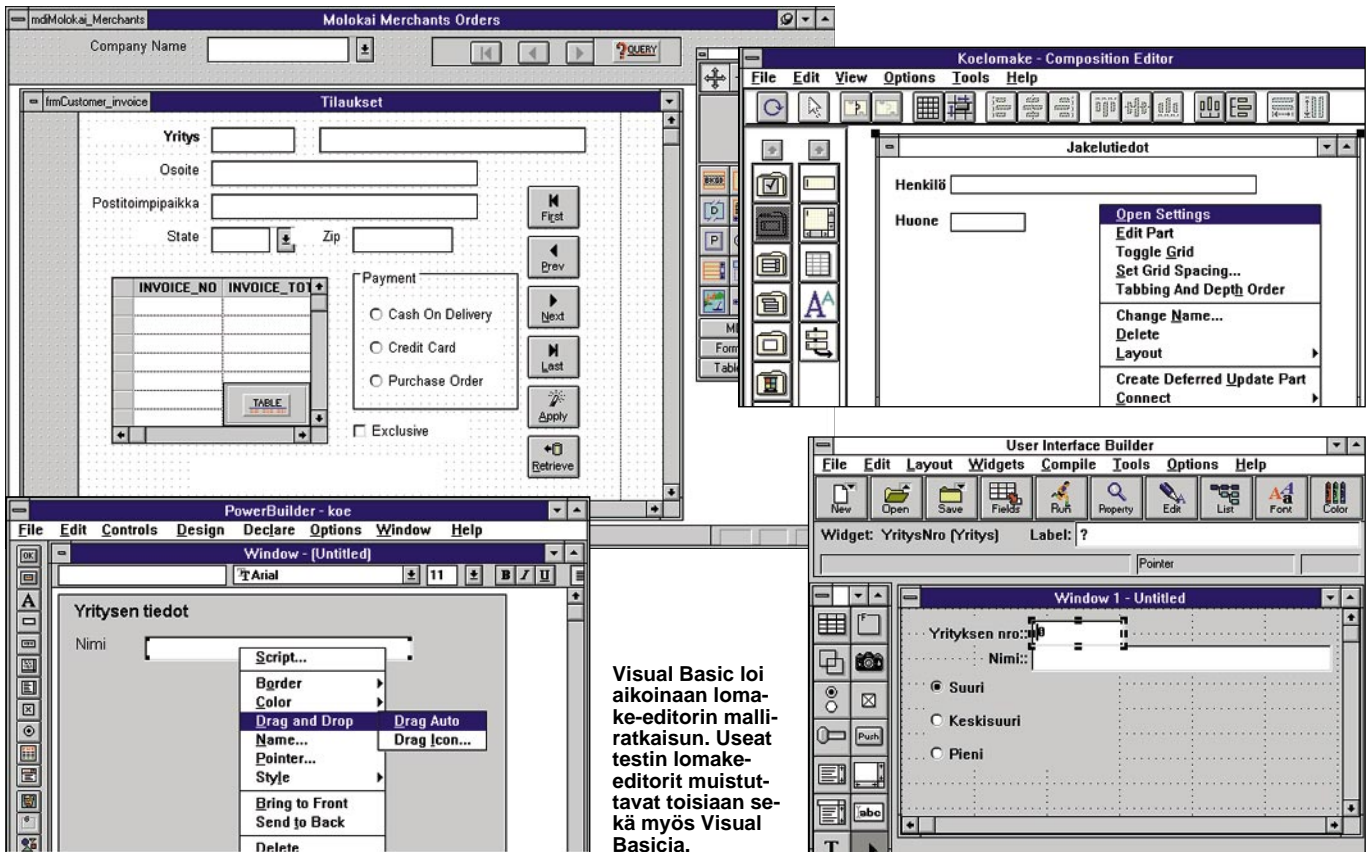 mdiMolokai_Merchants
Molokai Merchants Orders
Company Name
?QUERY
frmCustomer_invoice
Tilaukset
Yritys
Osoite
Postitoimpipaikka
State
Zip
INVOICE_NO INVOICE_TOT
TABLE
Payment
Cash On Delivery
Credit Card
Purchase Order
Exclusive
First
Prev
Next
Last
Apply
Retrieve
Koelomake - Composition Editor
File Edit View Options Tools Help
Jakelutiedot
Henkilö
Huone
Open Settings
Edit Part
Toggle Grid
Set Grid Spacing...
Tabbing And Depth Order
Change Name...
Delete
Layout
Create Deferred Update Part
Connect
PowerBuilder - koe
File Edit Controls Design Declare Options Window Help
Window - (Untitled)
Arial 11 B I U
OK
A
Yritysen tiedot
Nimi
Script...
Border
Color
Drag and Drop
Drag Auto
Name...
Drag Icon...
Pointer...
Style
Bring to Front
Send to Back
Delete
Visual Basic loi
aikoinaan loma-
ke-editorin malli-
ratkaisun. Useat
testin lomake-
editorit muistut-
tavat toisiaan se-
kä myös Visual
Basicia.
User Interface Builder
File Edit Layout Widgets Compile Tools Options Help
New Open Save Fields Run Property Edit List Font Color
Widget: YritysNro (Yritys) Label: ?
Pointer
Window 1 - Untitled
Yrityksen nro::
Nimi::
Suuri
Keskisuuri
Pieni
Push
abc
T